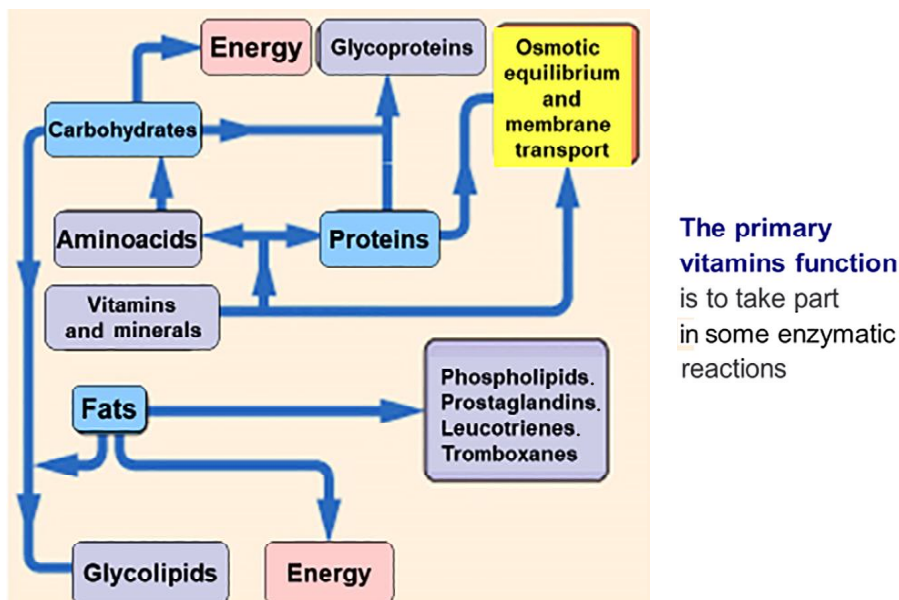 Energy
Glycoproteins
Osmotic
equilibrium
and
membrane
transport
Carbohydrates
Aminoacids
Proteins
Vitamins
and minerals
Fats
Phospholipids.
Prostaglandins.
Leucotrienes.
Tromboxanes
Glycolipids
Energy
The primary
vitamins function
is to take part
in some enzymatic
reactions